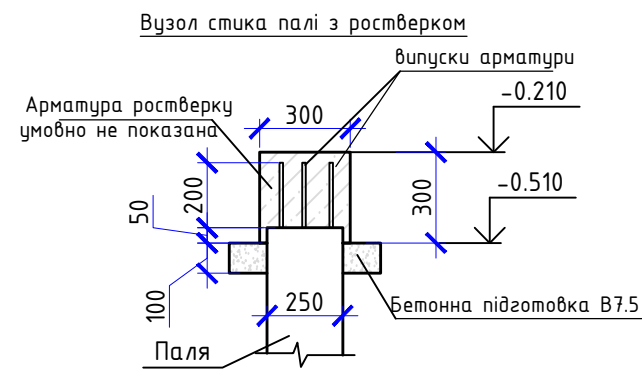 Вузол стика палі з ростверком
випуски арматури
Арматура ростверку
умовно не показана
300
-0.210
200
50
300
-0.510
100
250
Бетонна підготовка В7.5
Паля